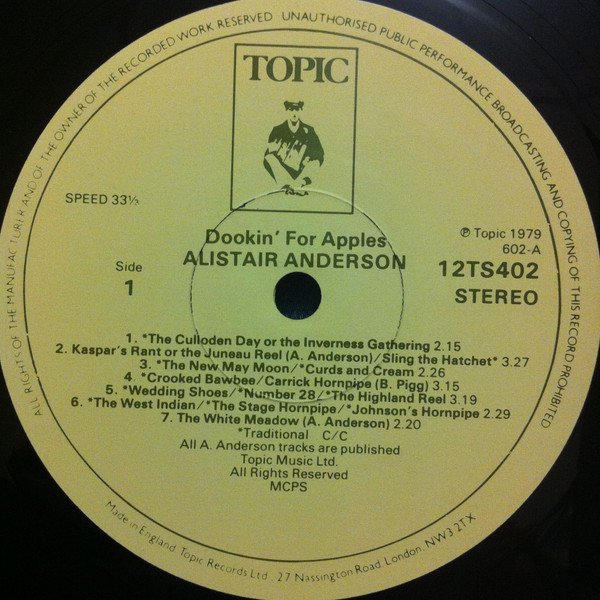 ALL RIGHTS OF THE MANUFACTURER AND OF THE OWNER OF THE RECORDED WORK RESERVED UNAUTHORISED PUBLIC PERFORMANCE BROADCASTING AND COPYING OF THIS RECORD PROHIBITED
TOPIC
SPEED 33⅓
Dookin' For Apples
ALISTAIR ANDERSON
℗ Topic 1979
602-A
Side
1
12TS402
STEREO
1. *The Culloden Day or the Inverness Gathering 2.15
2. Kaspar's Rant or the Juneau Reel (A. Anderson)/Sling the Hatchet* 3.27
3. *The New May Moon/*Curds and Cream 2.26
4. *Crooked Bawbee/Carrick Hornpipe (B. Pigg) 3.15
5. *Wedding Shoes/*Number 28/*The Highland Reel 3.19
6. *The West Indian/*The Stage Hornpipe/*Johnson's Hornpipe 2.29
7. The White Meadow (A. Anderson) 2.20
*Traditional C/C
All A. Anderson tracks are published
Topic Music Ltd.
All Rights Reserved
MCPS
Made in England Topic Records Ltd., 27 Nassington Road, London, NW3 2TX